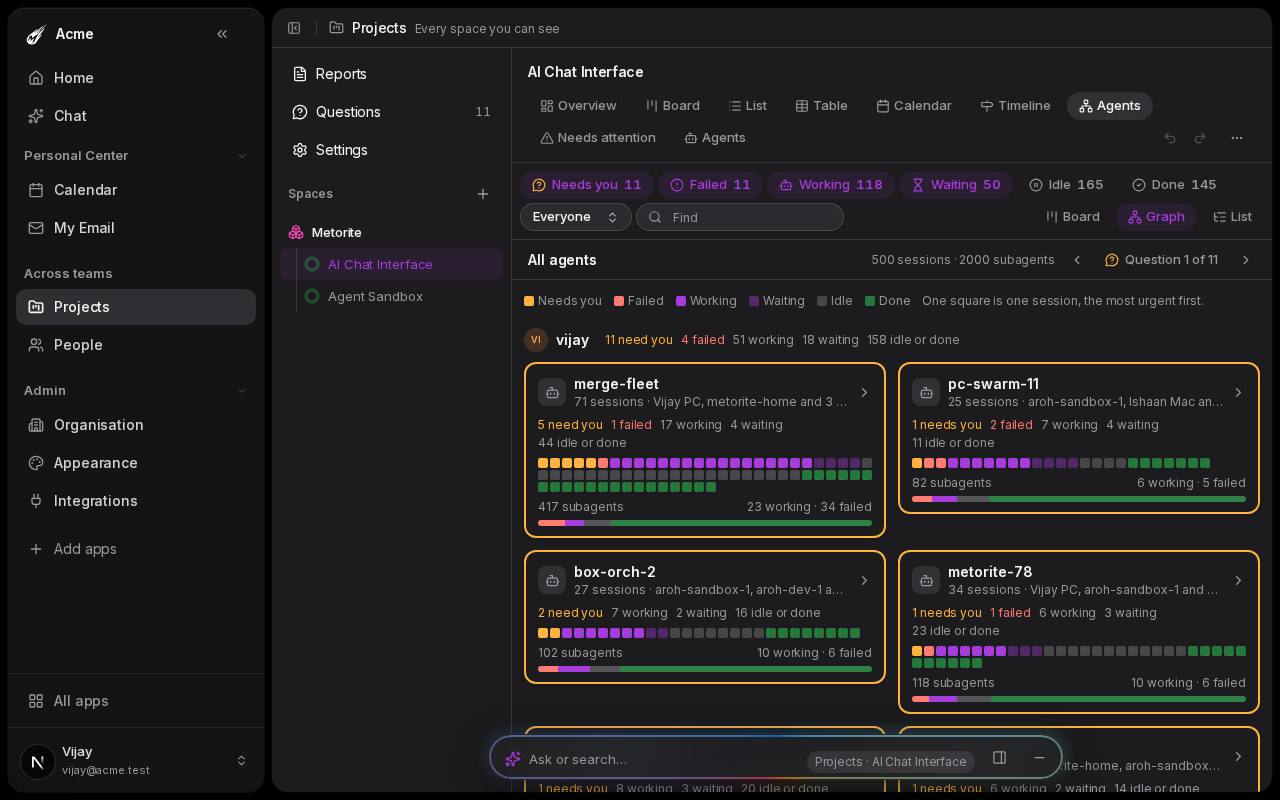 Acme
Home
Chat
Personal Center
Calendar
My Email
Across teams
Projects
People
Admin
Organisation
Appearance
Integrations
Add apps
All apps
Vijay
vijay@acme.test
Projects Every space you can see
Reports
Questions 11
Settings
Spaces
Metorite
AI Chat Interface
Agent Sandbox
AI Chat Interface
Overview Board List Table Calendar Timeline Agents
Needs attention Agents
Needs you 11 Failed 11 Working 118 Waiting 50 Idle 165 Done 145
Everyone Find Board Graph List
All agents 500 sessions · 2000 subagents Question 1 of 11
Needs you Failed Working Waiting Idle Done One square is one session, the most urgent first.
VI vijay 11 need you 4 failed 51 working 18 waiting 158 idle or done
merge-fleet
71 sessions · Vijay PC, metorite-home and 3 ...
5 need you 1 failed 17 working 4 waiting
44 idle or done
417 subagents 23 working · 34 failed
pc-swarm-11
25 sessions · aroh-sandbox-1, Ishaan Mac an...
1 needs you 2 failed 7 working 4 waiting
11 idle or done
82 subagents 6 working · 5 failed
box-orch-2
27 sessions · aroh-sandbox-1, aroh-dev-1 a...
2 need you 7 working 2 waiting 16 idle or done
102 subagents 10 working · 6 failed
metorite-78
34 sessions · Vijay PC, aroh-sandbox-1 and ...
1 needs you 1 failed 6 working 3 waiting
23 idle or done
118 subagents 10 working · 6 failed
Ask or search... Projects · AI Chat Interface
rite-home, aroh-sandbox...
1 needs you 8 working 3 waiting 20 idle or done
1 needs you 6 working 2 waiting 14 idle or done